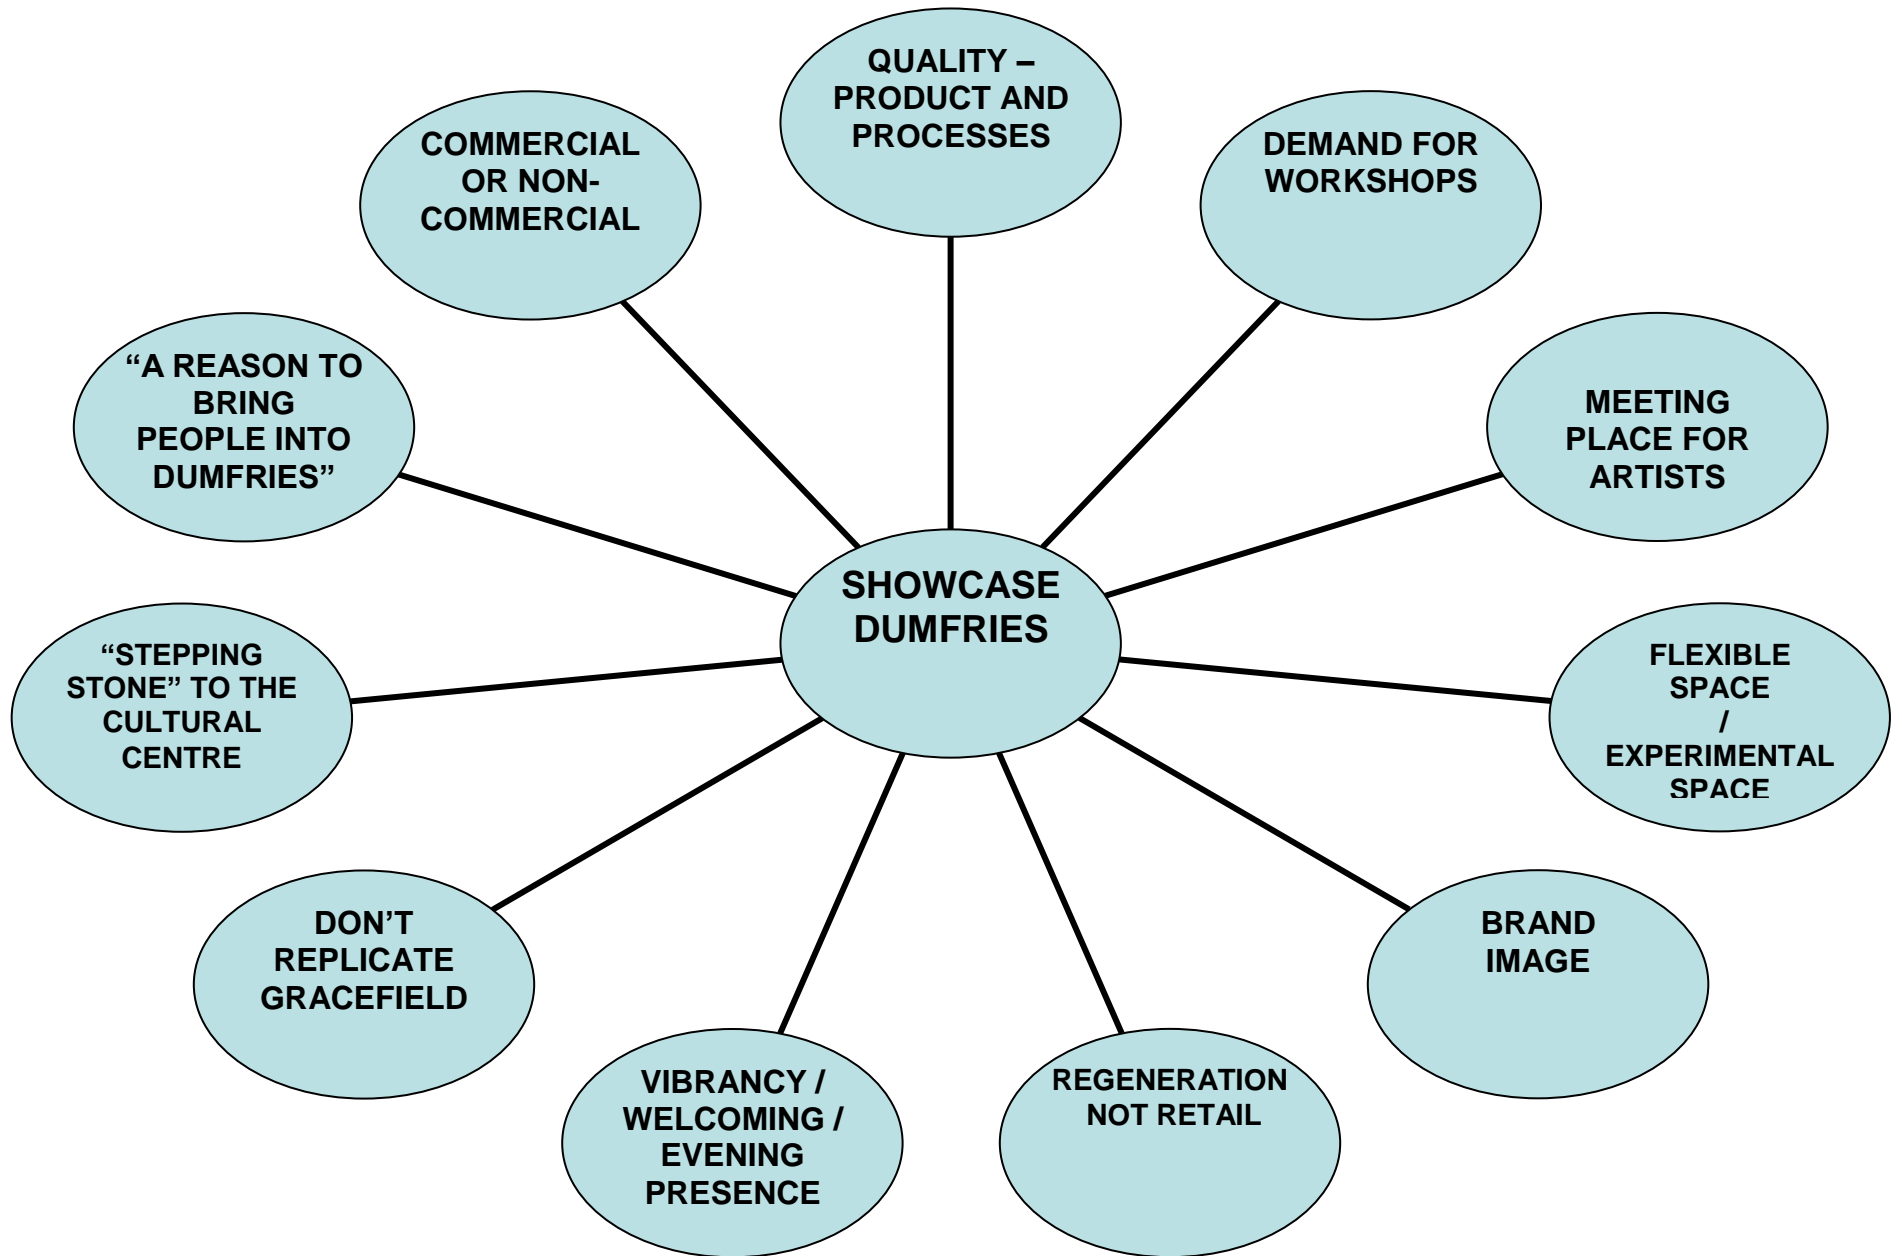 QUALITY –
PRODUCT AND
PROCESSES
COMMERCIAL
OR NON-
COMMERCIAL
DEMAND FOR
WORKSHOPS
“A REASON TO
BRING
PEOPLE INTO
DUMFRIES”
MEETING
PLACE FOR
ARTISTS
SHOWCASE
DUMFRIES
“STEPPING
STONE” TO THE
CULTURAL
CENTRE
FLEXIBLE
SPACE
/
EXPERIMENTAL
SPACE
DON’T
REPLICATE
GRACEFIELD
BRAND
IMAGE
VIBRANCY /
WELCOMING /
EVENING
PRESENCE
REGENERATION
NOT RETAIL